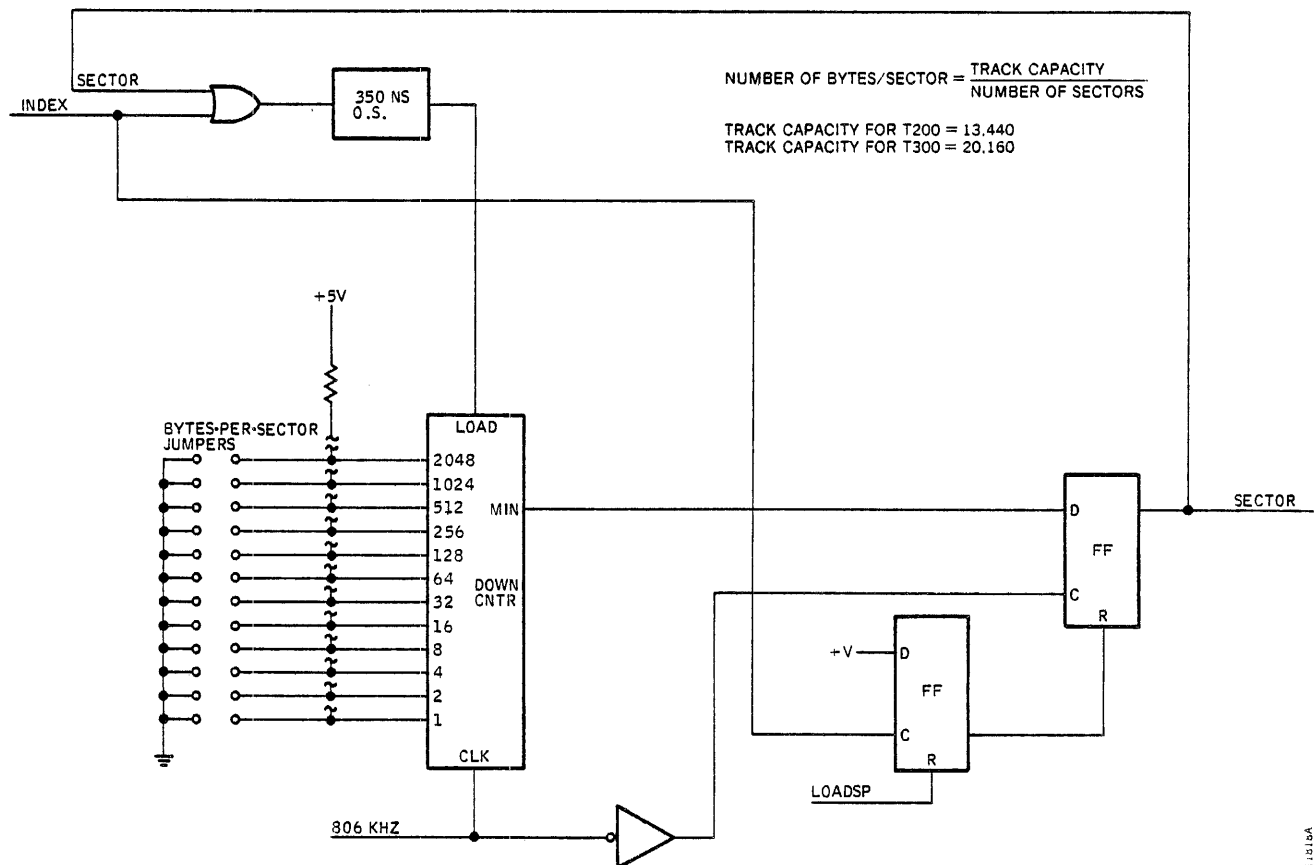 SECTOR
INDEX
350 NS
O.S.
NUMBER OF BYTES/SECTOR = TRACK CAPACITY
NUMBER OF SECTORS
TRACK CAPACITY FOR T200 = 13,440
TRACK CAPACITY FOR T300 = 20,160
+5V
BYTES-PER-SECTOR
JUMPERS
LOAD
2048
1024
512
256
128
64
32
16
8
4
2
1
MIN
DOWN
CNTR
CLK
806 KHZ
D
FF
C
R
SECTOR
+V
D
FF
C
R
LOADSP